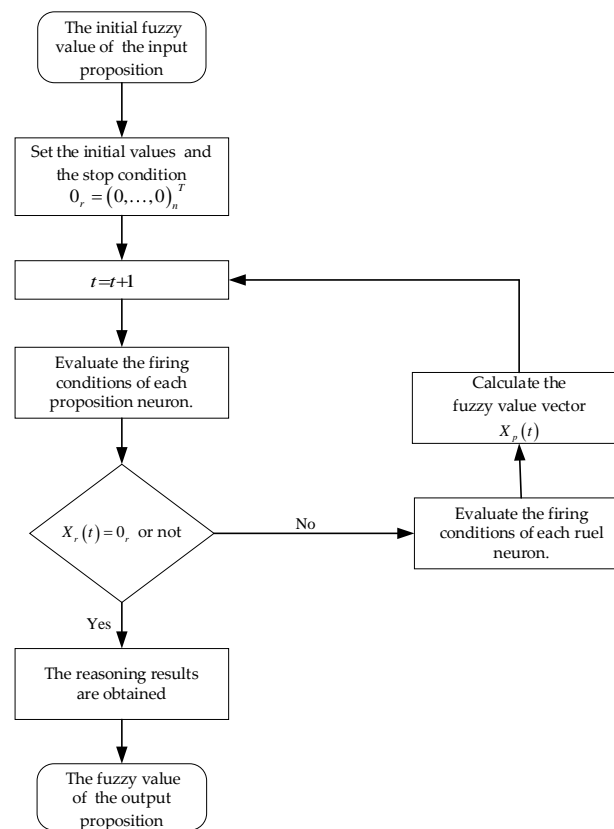 The initial fuzzy
value of the input
proposition
Set the initial values and
the stop condition
0_r = (0,…,0)_n^T
t=t+1
Evaluate the firing
conditions of each
proposition neuron.
Calculate the
fuzzy value vector
X_p(t)
X_r(t)=0_r or not
No
Evaluate the firing
conditions of each ruel
neuron.
Yes
The reasoning results
are obtained
The fuzzy value
of the output
proposition